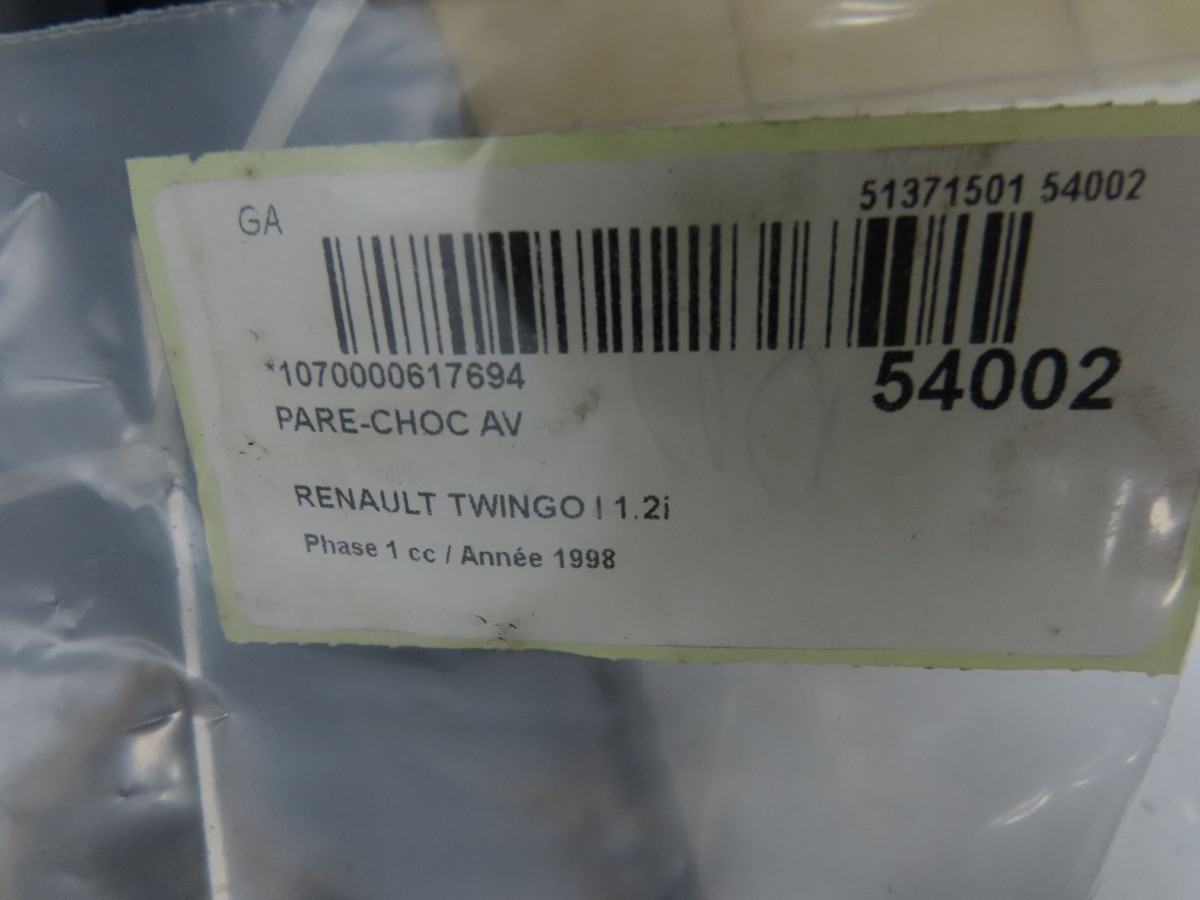 GA
51371501 54002
*1070000617694
54002
PARE-CHOC AV
RENAULT TWINGO I 1.2i
Phase 1 cc / Année 1998